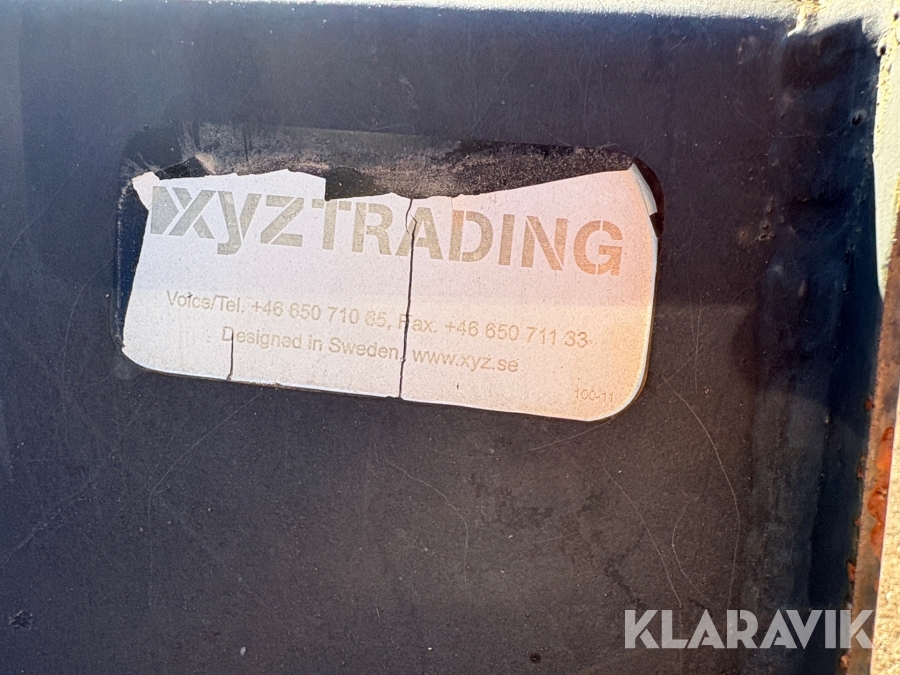 XYZTRADING
Voice/Tel. +46 650 710 65, Fax. +46 650 711 33
Designed in Sweden, www.xyz.se
100-11
KLARAVIK